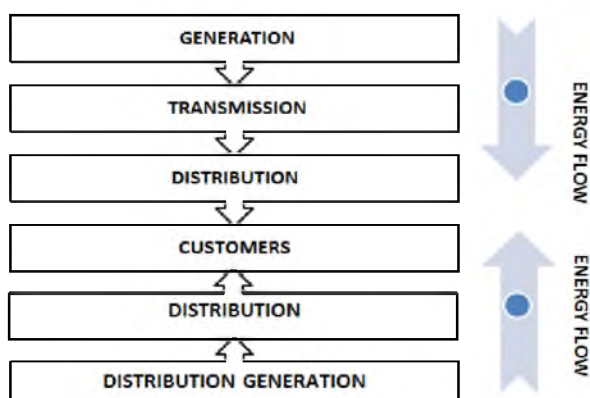 GENERATION
TRANSMISSION
DISTRIBUTION
CUSTOMERS
DISTRIBUTION
DISTRIBUTION GENERATION
ENERGY FLOW
ENERGY FLOW